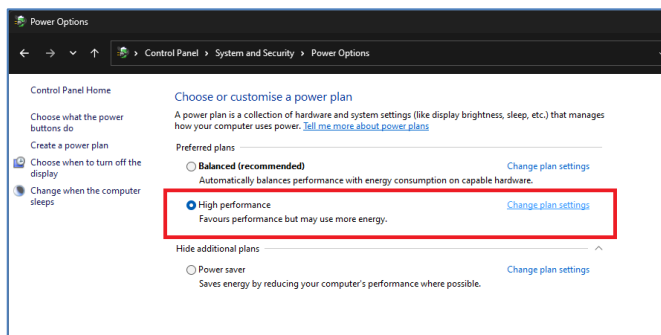 Power Options
Control Panel › System and Security › Power Options
Control Panel Home
Choose what the power
buttons do
Create a power plan
Choose when to turn off the
display
Change when the computer
sleeps
Choose or customise a power plan
A power plan is a collection of hardware and system settings (like display brightness, sleep, etc.) that manages
how your computer uses power. Tell me more about power plans
Preferred plans
Balanced (recommended) Change plan settings
Automatically balances performance with energy consumption on capable hardware.
High performance Change plan settings
Favours performance but may use more energy.
Hide additional plans
Power saver Change plan settings
Saves energy by reducing your computer's performance where possible.